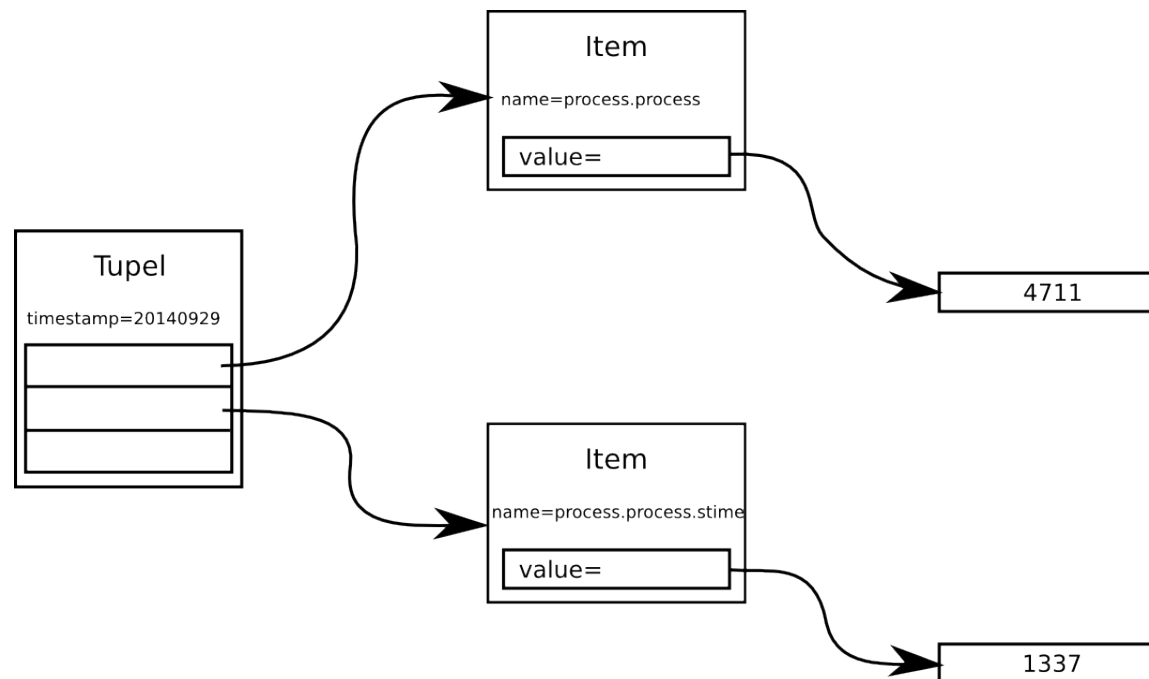 Item
name=process.process
value=
Tupel
timestamp=20140929
4711
Item
name=process.process.stime
value=
1337